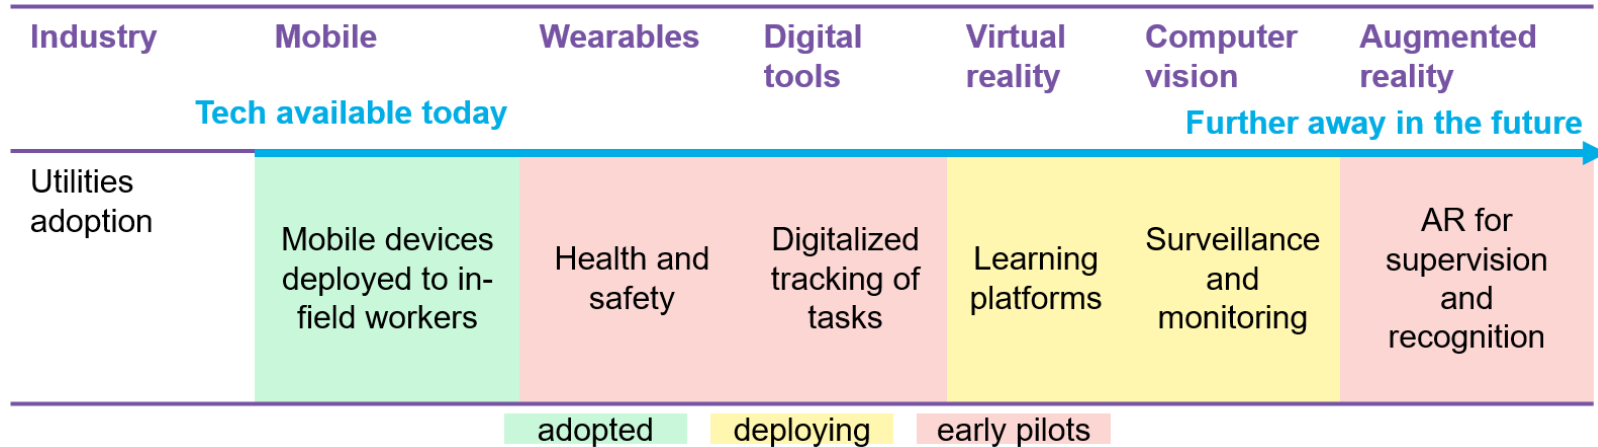 Industry
Mobile
Wearables
Digital
tools
Virtual
reality
Computer
vision
Augmented
reality
Tech available today
Further away in the future
Utilities
adoption
Mobile devices
deployed to in-
field workers
Health and
safety
Digitalized
tracking of
tasks
Learning
platforms
Surveillance
and
monitoring
AR for
supervision
and
recognition
adopted
deploying
early pilots